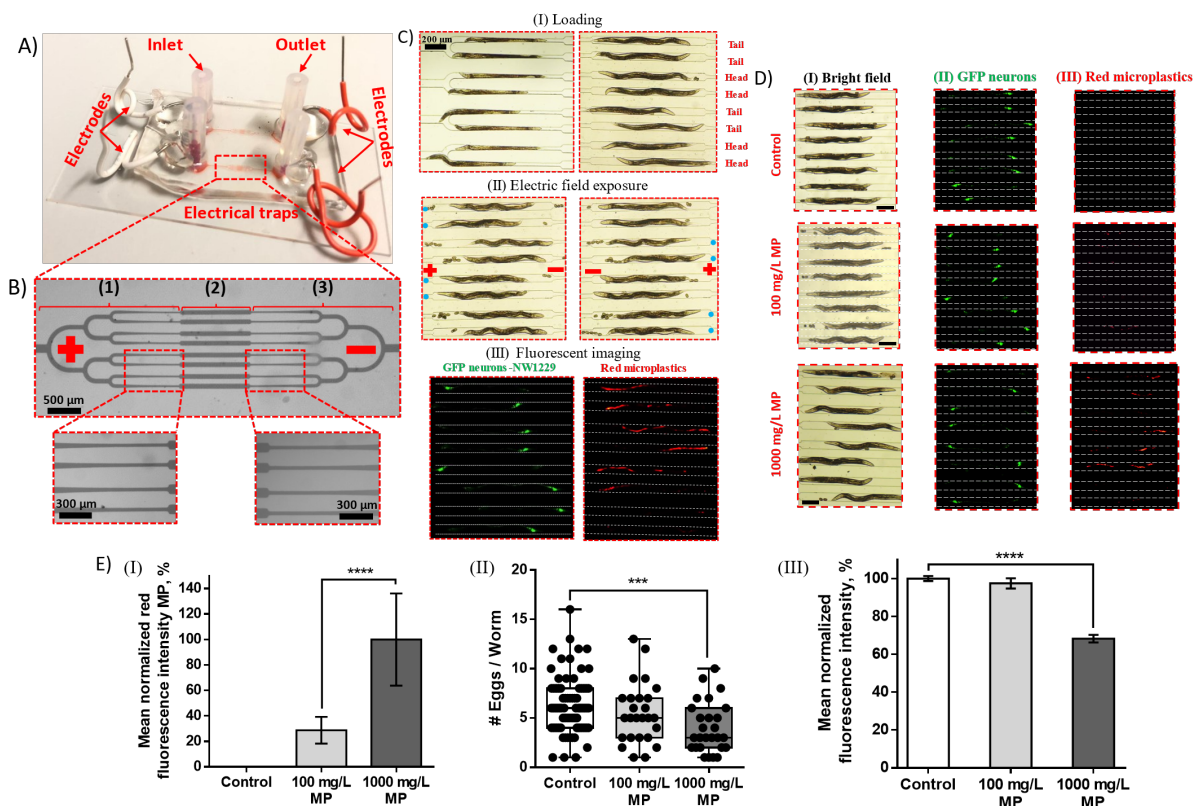 A)
Inlet
Outlet
Electrodes
Electrodes
Electrical traps
B)
(1)
(2)
(3)
+
−
500 µm
300 µm
300 µm
C)
(I) Loading
200 µm
Tail
Tail
Head
Head
Tail
Tail
Head
Head
(II) Electric field exposure
+
−
−
+
(III) Fluorescent imaging
GFP neurons -NW1229
Red microplastics
D)
(I) Bright field
(II) GFP neurons
(III) Red microplastics
Control
100 mg/L MP
1000 mg/L MP
E)
(I)
Mean normalized red
fluorescence intensity MP, %
140
120
100
80
60
40
20
0
****
Control
100 mg/L
MP
1000 mg/L
MP
(II)
# Eggs / Worm
20
15
10
5
0
***
Control
100 mg/L
MP
1000 mg/L
MP
(III)
Mean normalized
fluorescence intensity, %
100
80
60
40
20
0
****
Control
100 mg/L
MP
1000 mg/L
MP